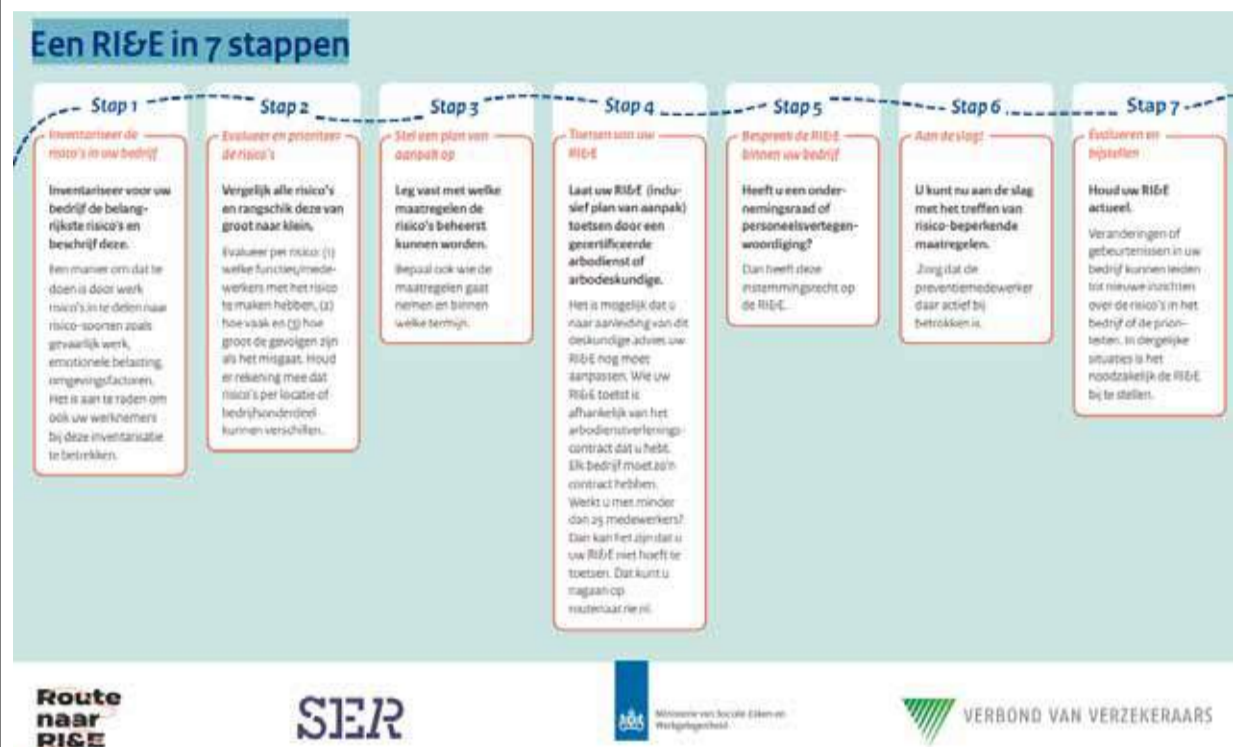 Een RI&E in 7 stappen
Stap 1
Inventariseer de
risico's in uw bedrijf
Inventariseer voor uw
bedrijf de belang-
rijkste risico's en
beschrijf deze.
Een manier om dat te
doen is door werk
risico's in te delen naar
risico-soorten zoals
gevaarlijk werk,
emotionele belasting,
omgevingsfactoren.
Het is aan te raden om
ook uw werknemers
bij deze inventarisatie
te betrekken.
Stap 2
Evalueer en prioriteer
de risico's
Vergelijk alle risico's
en rangschik deze van
groot naar klein.
Evalueer per risico: (1)
welke functies/mede-
werkers met het risico
te maken hebben, (2)
hoe vaak en (3) hoe
groot de gevolgen zijn
als het misgaat. Houd
er rekening mee dat
risico's per locatie of
bedrijfsonderdeel
kunnen verschillen.
Stap 3
Stel een plan van
aanpak op
Leg vast met welke
maatregelen de
risico's beheerst
kunnen worden.
Bepaal ook wie de
maatregelen gaat
nemen en binnen
welke termijn.
Stap 4
Toetsen van uw
RI&E
Laat uw RI&E (inclu-
sief plan van aanpak)
toetsen door een
gecertificeerde
arbodienst of
arbodeskundige.
Het is mogelijk dat u
naar aanleiding van dit
deskundige advies uw
RI&E nog moet
aanpassen. Wie uw
RI&E toetst is
afhankelijk van het
arbodienstverlenings-
contract dat u hebt.
Elk bedrijf moet zo'n
contract hebben.
Werkt u met minder
dan 25 medewerkers?
Dan kan het zijn dat u
uw RI&E niet hoeft te
toetsen. Dat kunt u
nagaan op
routenaar.rie.nl.
Stap 5
Bespreek de RI&E
binnen uw bedrijf
Heeft u een onder-
nemingsraad of
personeelsvertegen-
woordiging?
Dan heeft deze
instemmingsrecht op
de RI&E.
Stap 6
Aan de slag!
U kunt nu aan de slag
met het treffen van
risico-beperkende
maatregelen.
Zorg dat de
preventiemedewerker
daar actief bij
betrokken is.
Stap 7
Evalueren en
bijstellen
Houd uw RI&E
actueel.
Veranderingen of
gebeurtenissen in uw
bedrijf kunnen leiden
tot nieuwe inzichten
over de risico's in het
bedrijf of de priori-
teiten. In dergelijke
situaties is het
noodzakelijk de RI&E
bij te stellen.
Route
naar
RI&E
SER
Ministerie van Sociale Zaken en
Werkgelegenheid
VERBOND VAN VERZEKERAARS